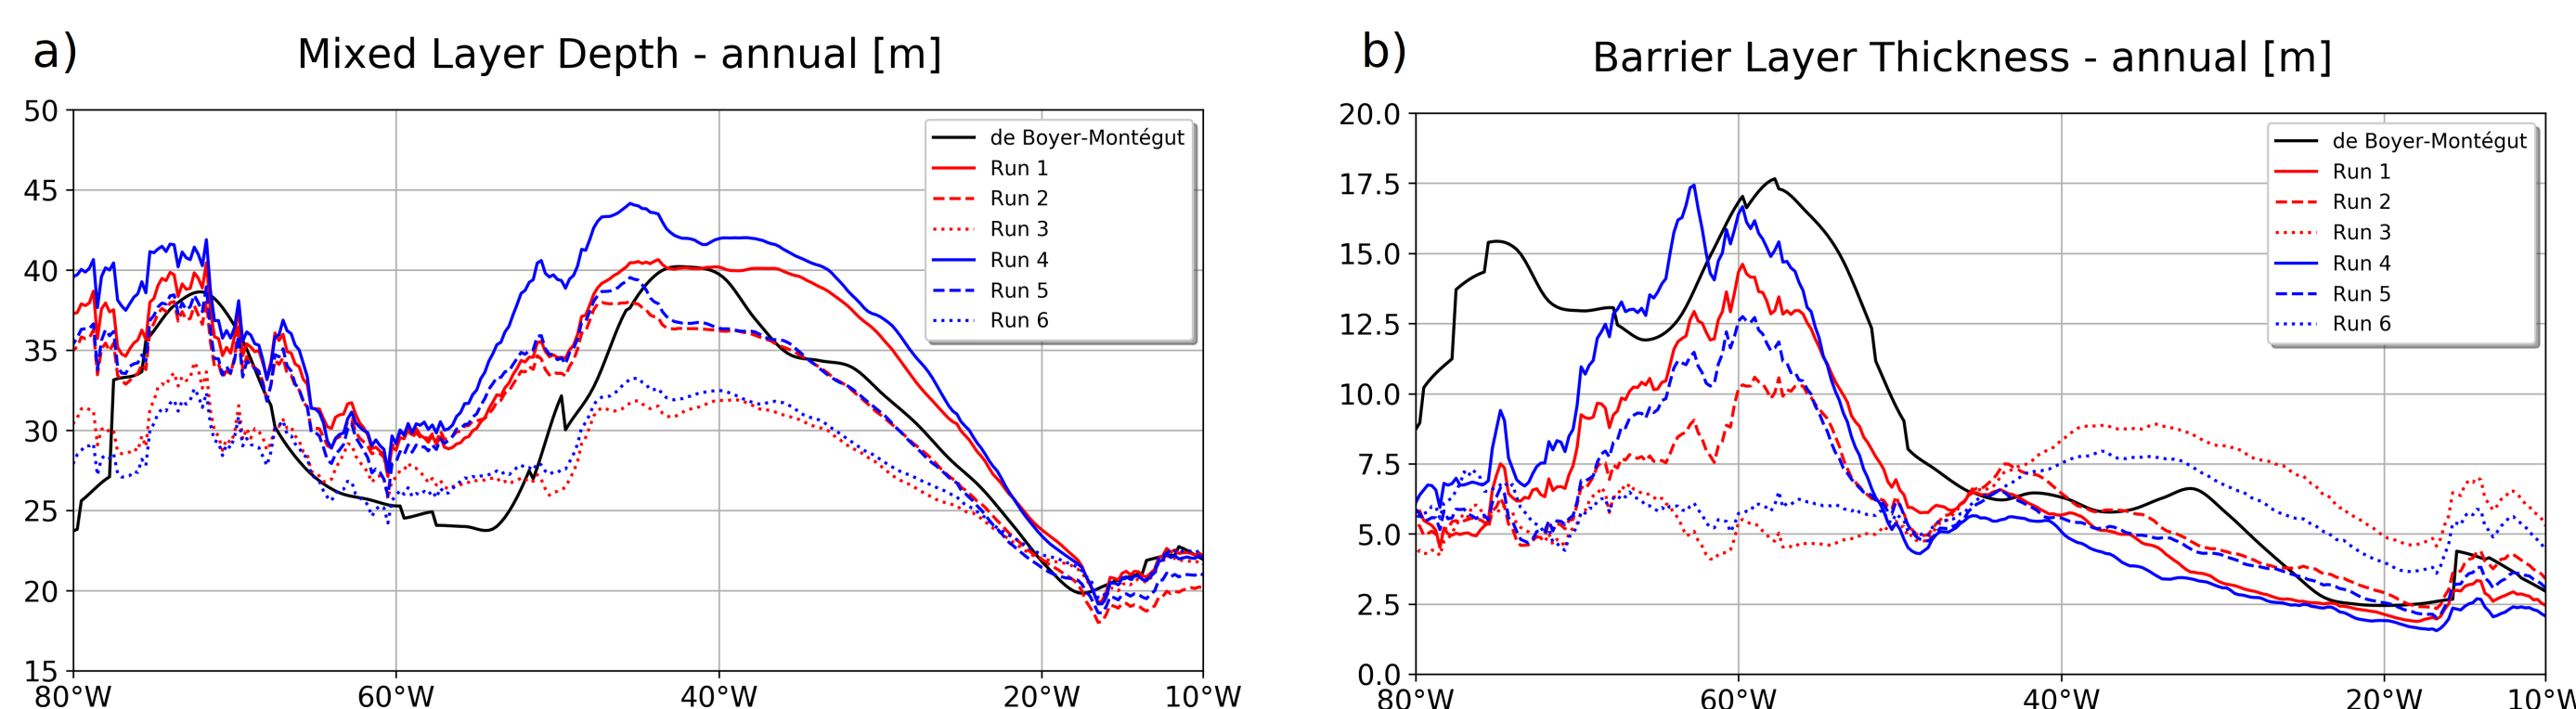 a) Mixed Layer Depth - annual [m]
50
45
40
35
30
25
20
15
80°W 60°W 40°W 20°W 10°W
de Boyer-Montégut
Run 1
Run 2
Run 3
Run 4
Run 5
Run 6
b) Barrier Layer Thickness - annual [m]
20.0
17.5
15.0
12.5
10.0
7.5
5.0
2.5
0.0
80°W 60°W 40°W 20°W 10°W
de Boyer-Montégut
Run 1
Run 2
Run 3
Run 4
Run 5
Run 6